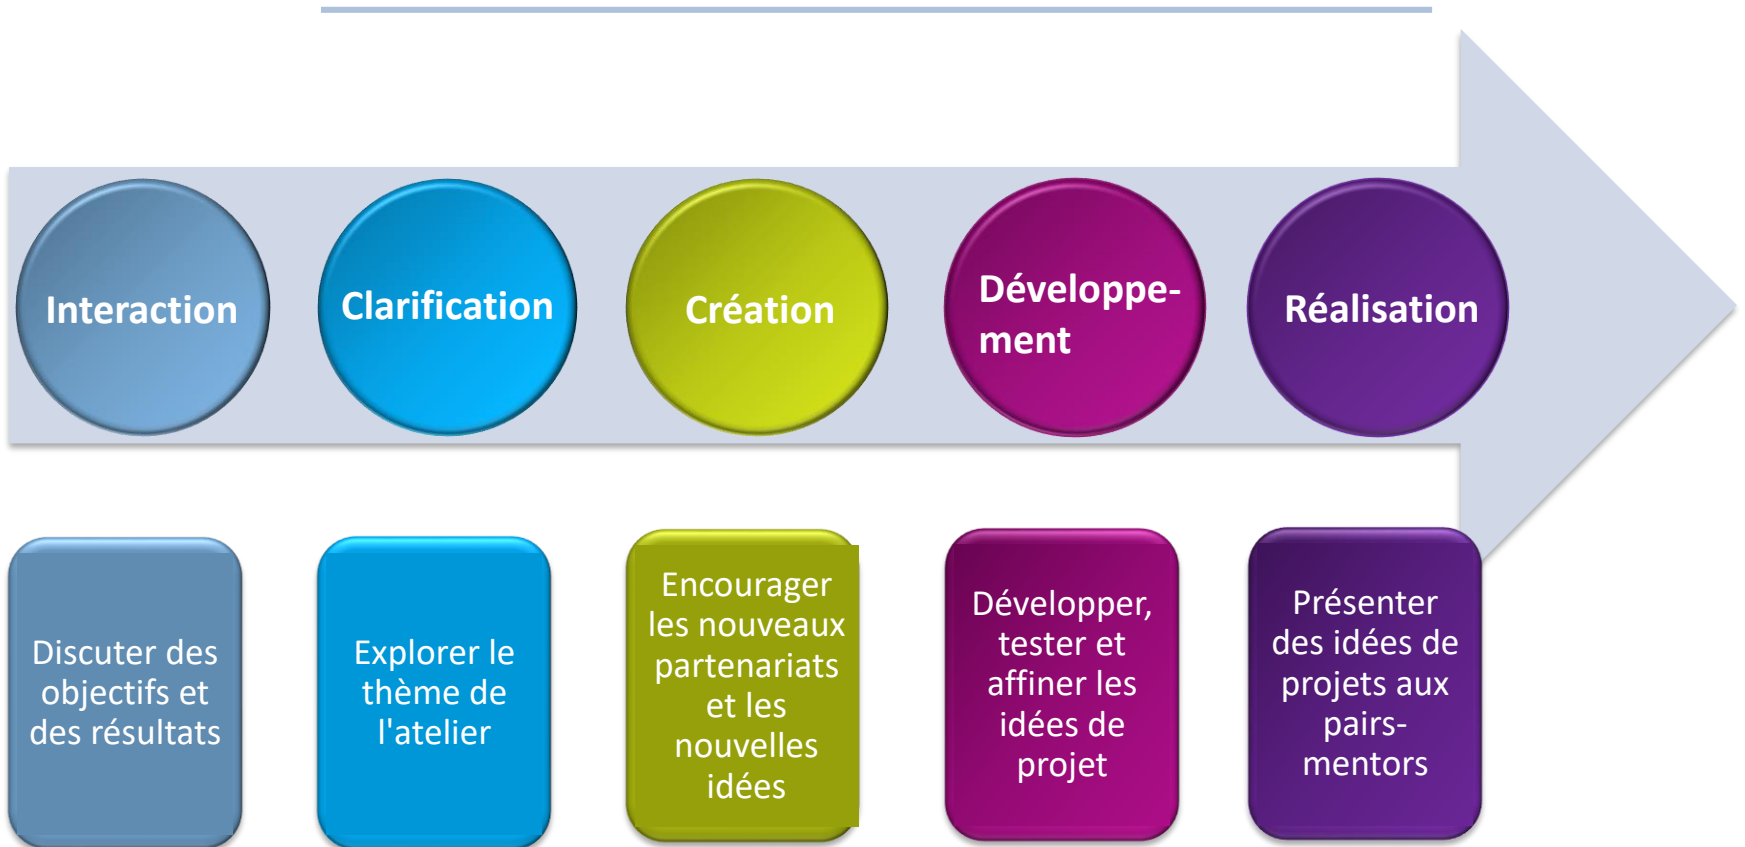 Interaction
Clarification
Création
Développe-
ment
Réalisation
Discuter des
objectifs et
des résultats
Explorer le
thème de
l'atelier
Encourager
les nouveaux
partenariats
et les
nouvelles
idées
Développer,
tester et
affiner les
idées de
projet
Présenter
des idées de
projets aux
pairs-
mentors